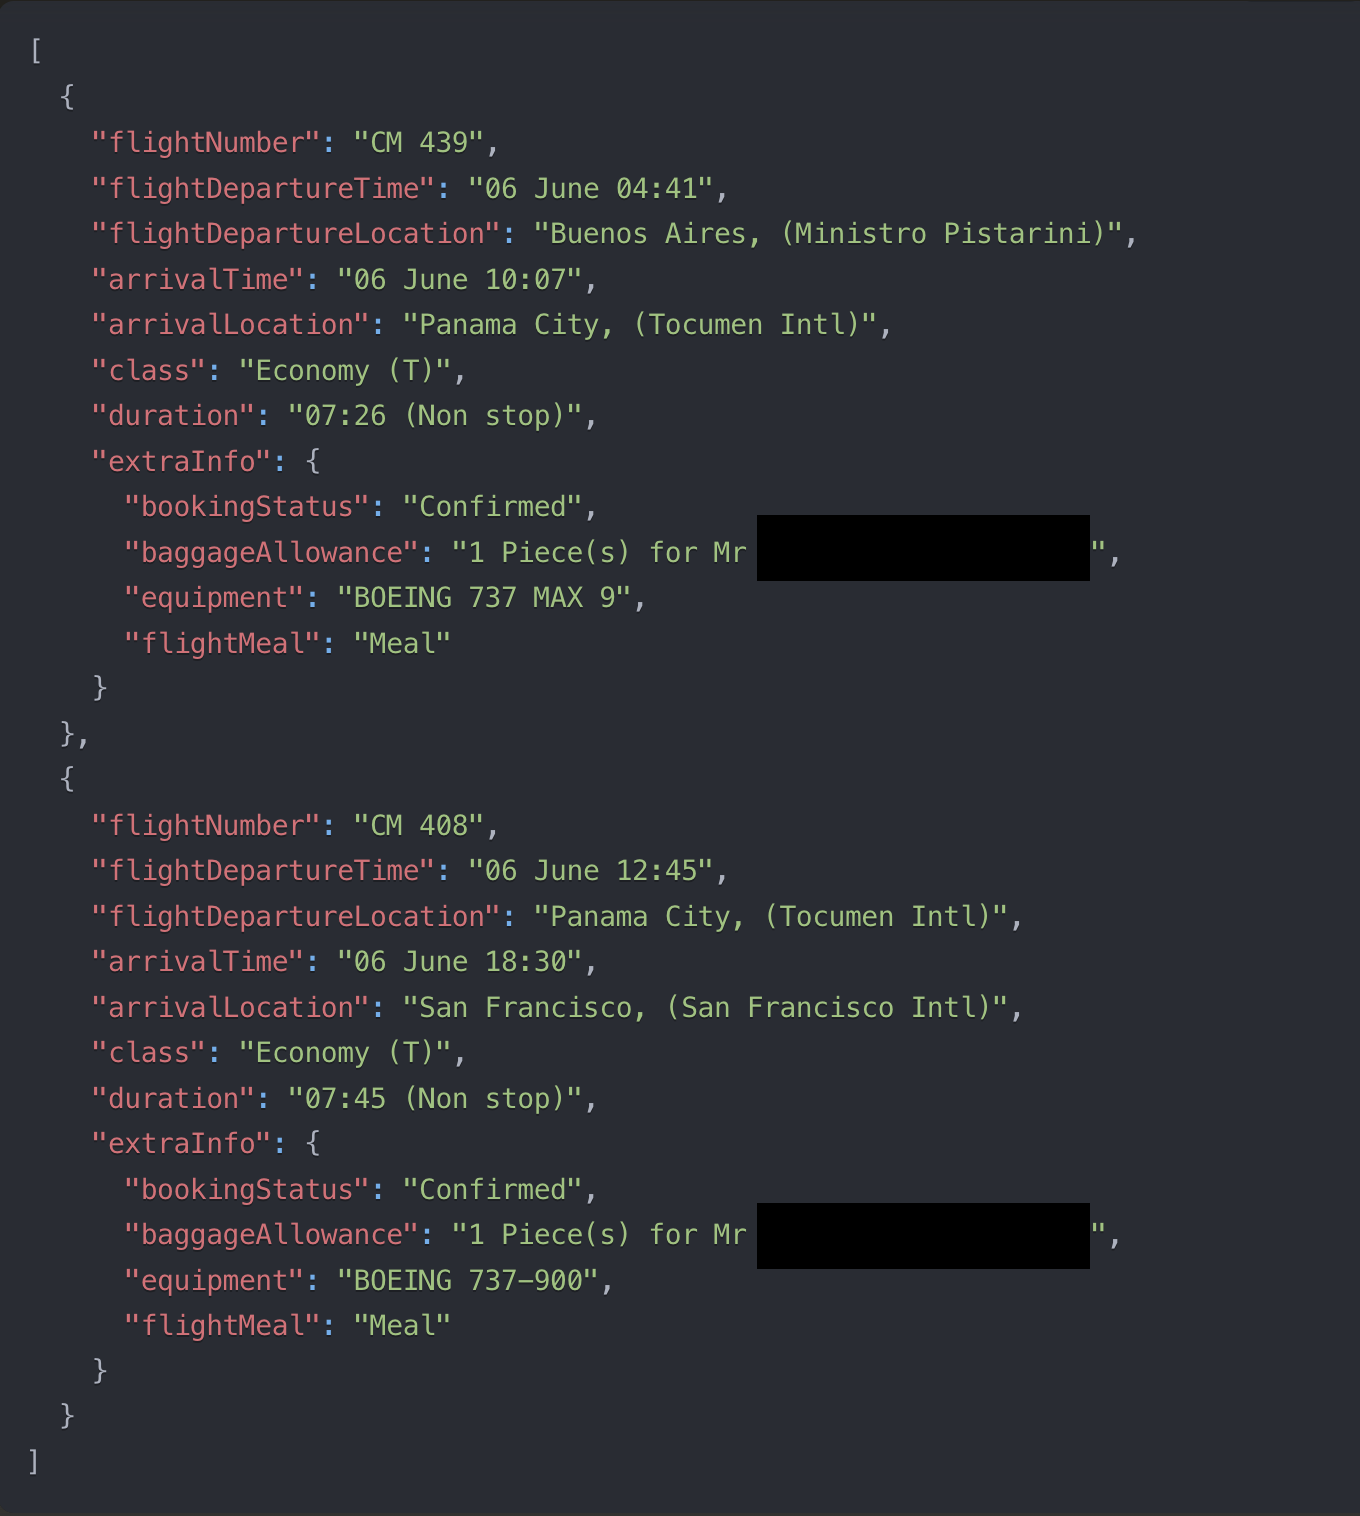 [
  {
    "flightNumber": "CM 439",
    "flightDepartureTime": "06 June 04:41",
    "flightDepartureLocation": "Buenos Aires, (Ministro Pistarini)",
    "arrivalTime": "06 June 10:07",
    "arrivalLocation": "Panama City, (Tocumen Intl)",
    "class": "Economy (T)",
    "duration": "07:26 (Non stop)",
    "extraInfo": {
      "bookingStatus": "Confirmed",
      "baggageAllowance": "1 Piece(s) for Mr ",
      "equipment": "BOEING 737 MAX 9",
      "flightMeal": "Meal"
    }
  },
  {
    "flightNumber": "CM 408",
    "flightDepartureTime": "06 June 12:45",
    "flightDepartureLocation": "Panama City, (Tocumen Intl)",
    "arrivalTime": "06 June 18:30",
    "arrivalLocation": "San Francisco, (San Francisco Intl)",
    "class": "Economy (T)",
    "duration": "07:45 (Non stop)",
    "extraInfo": {
      "bookingStatus": "Confirmed",
      "baggageAllowance": "1 Piece(s) for Mr ",
      "equipment": "BOEING 737-900",
      "flightMeal": "Meal"
    }
  }
]